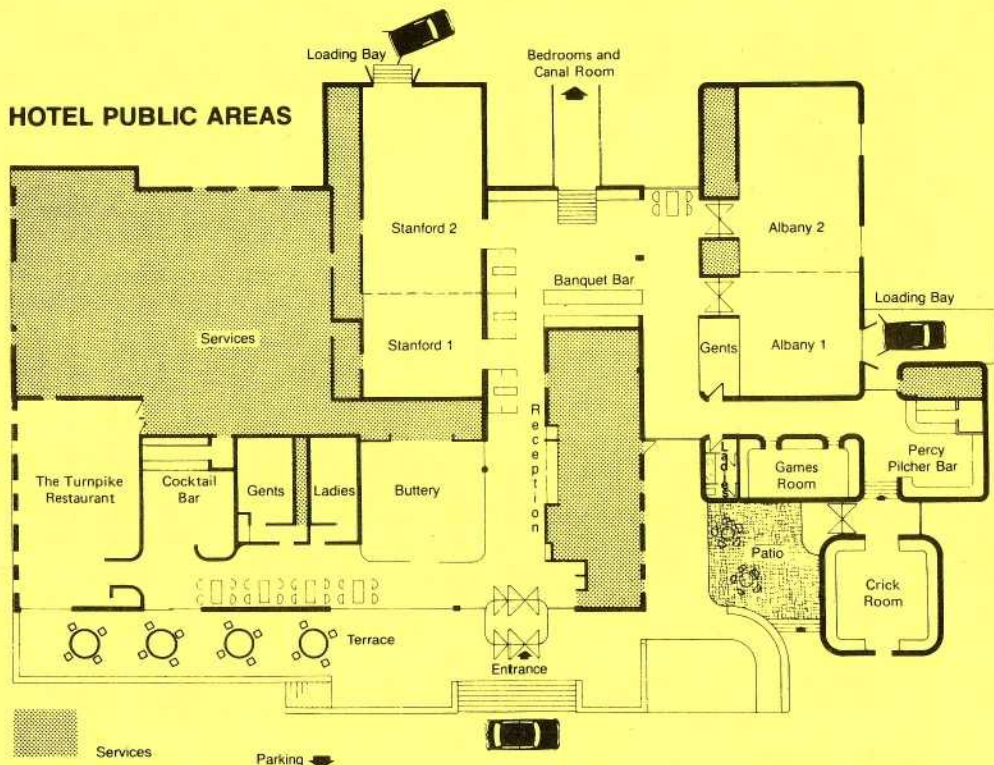 Loading Bay
Bedrooms and
Canal Room
HOTEL PUBLIC AREAS
Stanford 2
Albany 2
Banquet Bar
Loading Bay
Services
Stanford 1
Gents
Albany 1
Reception
Ladies
The Turnpike
Restaurant
Cocktail
Bar
Gents
Ladies
Buttery
Games
Room
Percy
Pilcher Bar
Patio
Crick
Room
Terrace
Entrance
Services
Parking